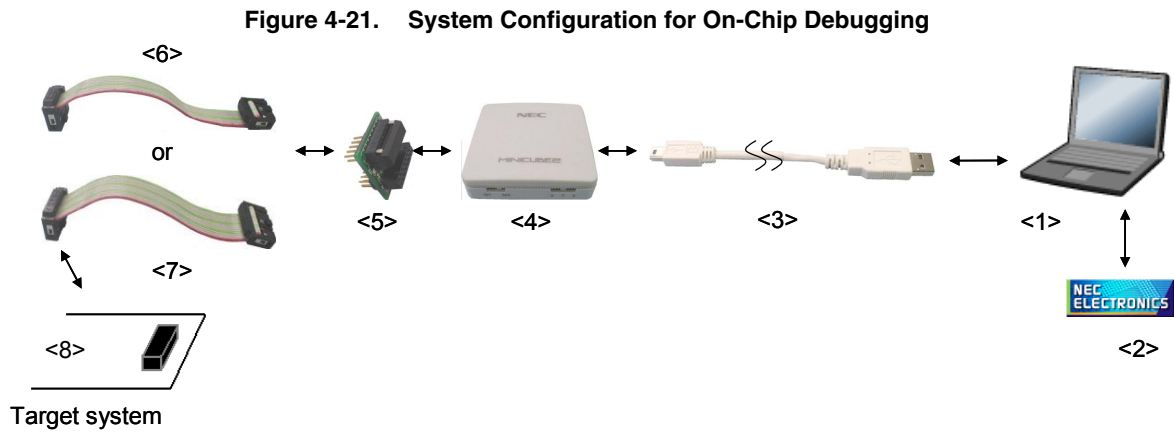 Figure 4-21. System Configuration for On-Chip Debugging
<6>
or
<7>
<5>
NEC
MINICUBE2
<4>
<3>
<1>
NEC
ELECTRONICS
<2>
<8>
Target system